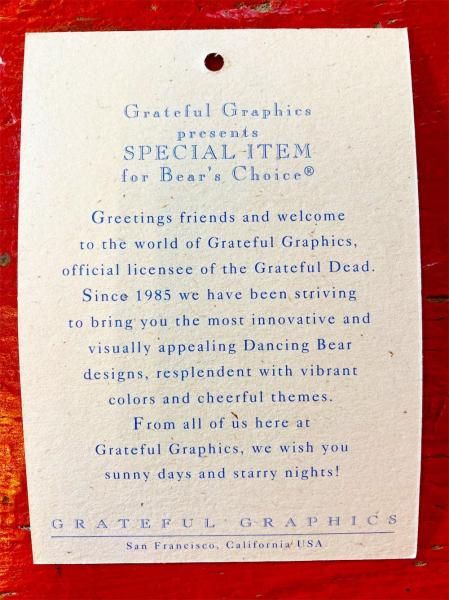 Grateful Graphics
presents
SPECIAL ITEM
for Bear's Choice®
Greetings friends and welcome
to the world of Grateful Graphics,
official licensee of the Grateful Dead.
Since 1985 we have been striving
to bring you the most innovative and
visually appealing Dancing Bear
designs, resplendent with vibrant
colors and cheerful themes.
From all of us here at
Grateful Graphics, we wish you
sunny days and starry nights!
GRATEFUL GRAPHICS
San Francisco, California USA